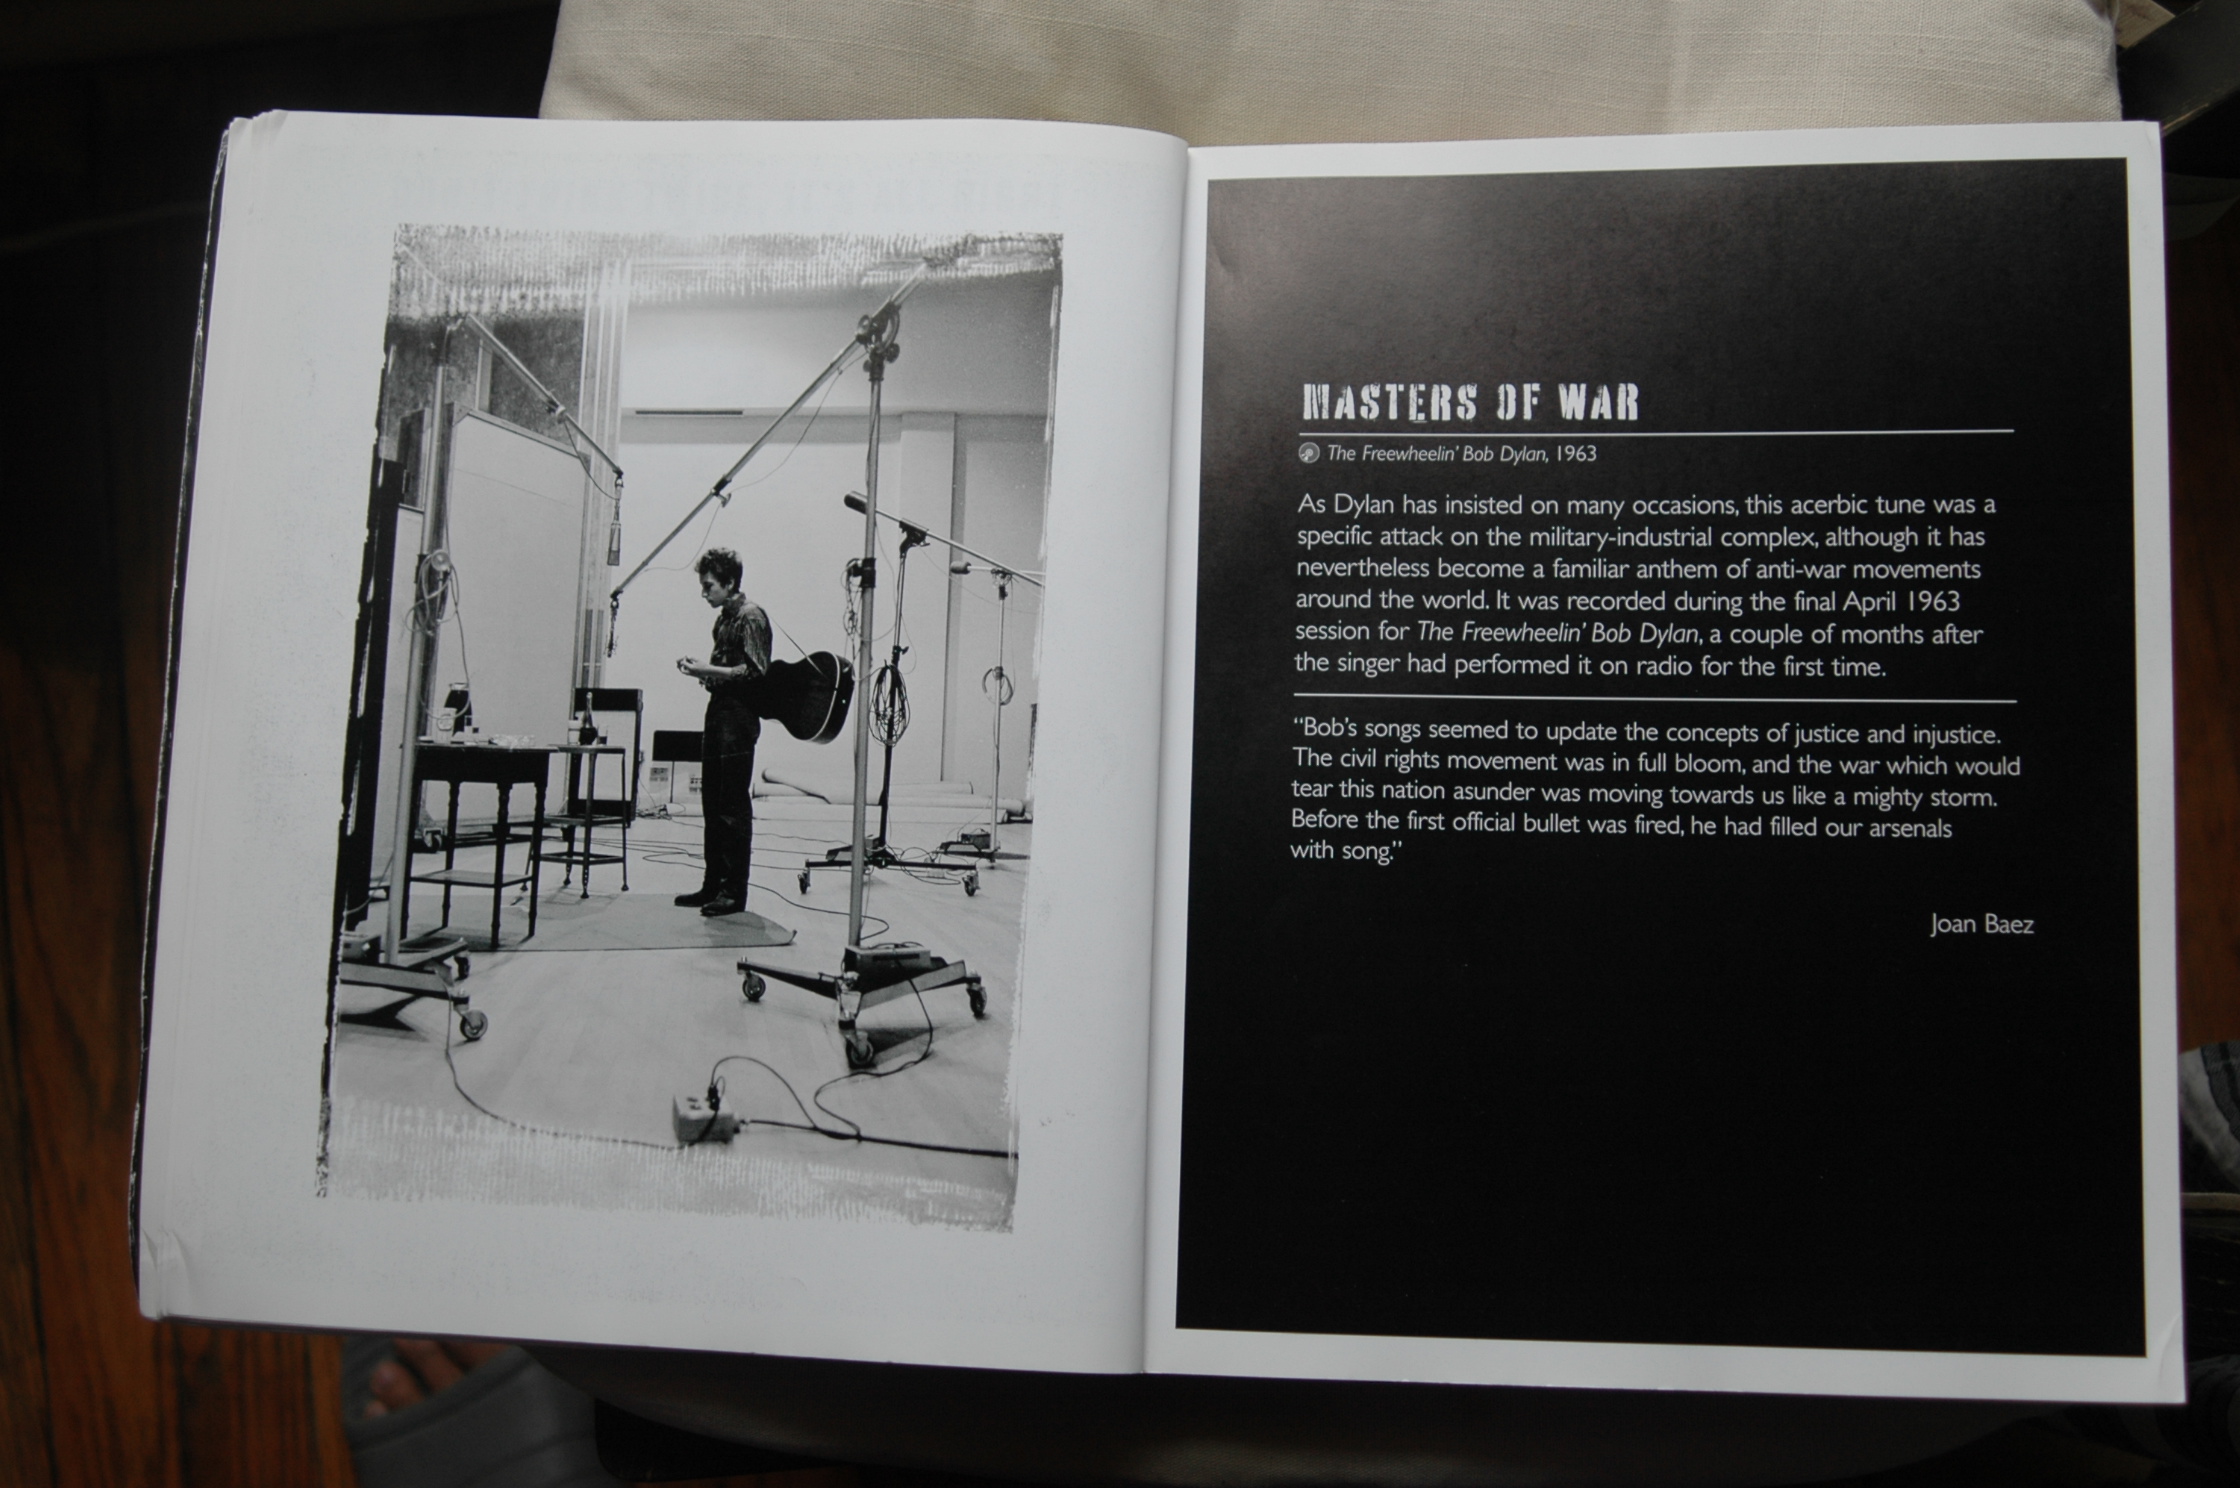 MASTERS OF WAR
The Freewheelin' Bob Dylan, 1963
As Dylan has insisted on many occasions, this acerbic tune was a
specific attack on the military-industrial complex, although it has
nevertheless become a familiar anthem of anti-war movements
around the world. It was recorded during the final April 1963
session for The Freewheelin' Bob Dylan, a couple of months after
the singer had performed it on radio for the first time.
“Bob's songs seemed to update the concepts of justice and injustice.
The civil rights movement was in full bloom, and the war which would
tear this nation asunder was moving towards us like a mighty storm.
Before the first official bullet was fired, he had filled our arsenals
with song.”
Joan Baez